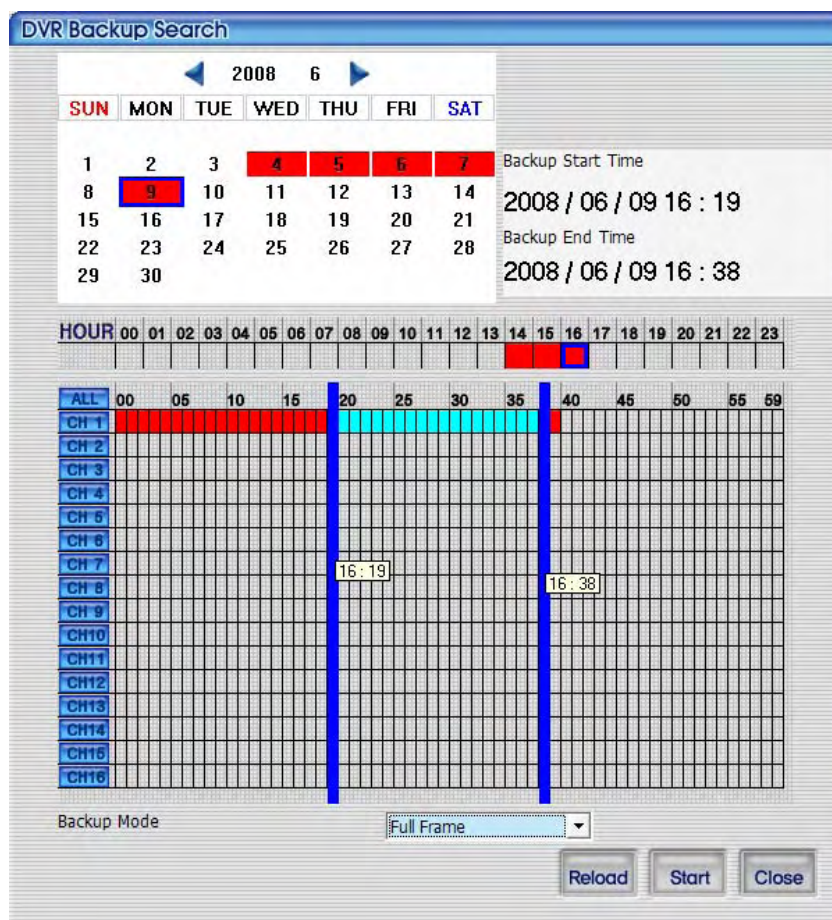 DVR Backup Search
2008 6
SUN MON TUE WED THU FRI SAT
1 2 3 4 5 6 7
8 9 10 11 12 13 14
15 16 17 18 19 20 21
22 23 24 25 26 27 28
29 30
Backup Start Time
2008 / 06 / 09 16 : 19
Backup End Time
2008 / 06 / 09 16 : 38
HOUR 00 01 02 03 04 05 06 07 08 09 10 11 12 13 14 15 16 17 18 19 20 21 22 23
ALL 00 05 10 15 20 25 30 35 40 45 50 55 59
CH 1
CH 2
CH 3
CH 4
CH 5
CH 6
CH 7
16 : 19
CH 8
16 : 38
CH 9
CH10
CH11
CH12
CH13
CH14
CH15
CH16
Backup Mode Full Frame
Reload Start Close